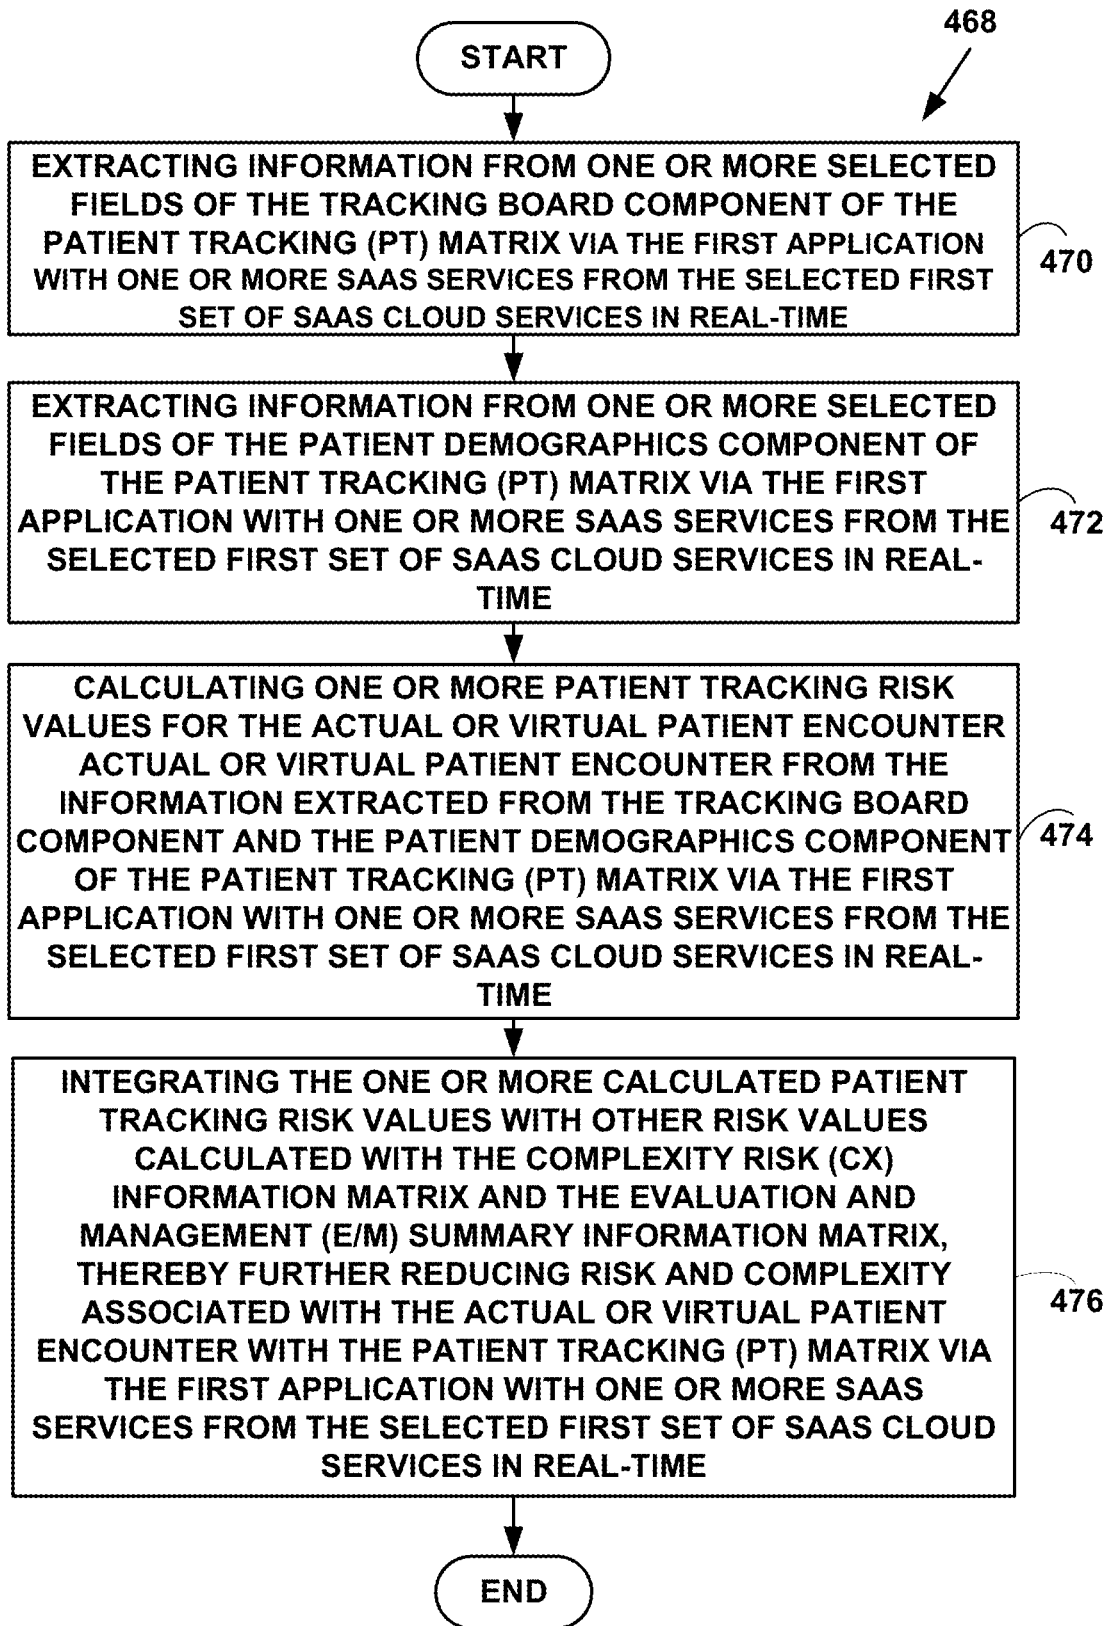 468
START
EXTRACTING INFORMATION FROM ONE OR MORE SELECTED
FIELDS OF THE TRACKING BOARD COMPONENT OF THE
PATIENT TRACKING (PT) MATRIX VIA THE FIRST APPLICATION
WITH ONE OR MORE SAAS SERVICES FROM THE SELECTED FIRST
SET OF SAAS CLOUD SERVICES IN REAL-TIME
470
EXTRACTING INFORMATION FROM ONE OR MORE SELECTED
FIELDS OF THE PATIENT DEMOGRAPHICS COMPONENT OF
THE PATIENT TRACKING (PT) MATRIX VIA THE FIRST
APPLICATION WITH ONE OR MORE SAAS SERVICES FROM THE
SELECTED FIRST SET OF SAAS CLOUD SERVICES IN REAL-
TIME
472
CALCULATING ONE OR MORE PATIENT TRACKING RISK
VALUES FOR THE ACTUAL OR VIRTUAL PATIENT ENCOUNTER
ACTUAL OR VIRTUAL PATIENT ENCOUNTER FROM THE
INFORMATION EXTRACTED FROM THE TRACKING BOARD
COMPONENT AND THE PATIENT DEMOGRAPHICS COMPONENT
OF THE PATIENT TRACKING (PT) MATRIX VIA THE FIRST
APPLICATION WITH ONE OR MORE SAAS SERVICES FROM THE
SELECTED FIRST SET OF SAAS CLOUD SERVICES IN REAL-
TIME
474
INTEGRATING THE ONE OR MORE CALCULATED PATIENT
TRACKING RISK VALUES WITH OTHER RISK VALUES
CALCULATED WITH THE COMPLEXITY RISK (CX)
INFORMATION MATRIX AND THE EVALUATION AND
MANAGEMENT (E/M) SUMMARY INFORMATION MATRIX,
THEREBY FURTHER REDUCING RISK AND COMPLEXITY
ASSOCIATED WITH THE ACTUAL OR VIRTUAL PATIENT
ENCOUNTER WITH THE PATIENT TRACKING (PT) MATRIX VIA
THE FIRST APPLICATION WITH ONE OR MORE SAAS
SERVICES FROM THE SELECTED FIRST SET OF SAAS CLOUD
SERVICES IN REAL-TIME
476
END